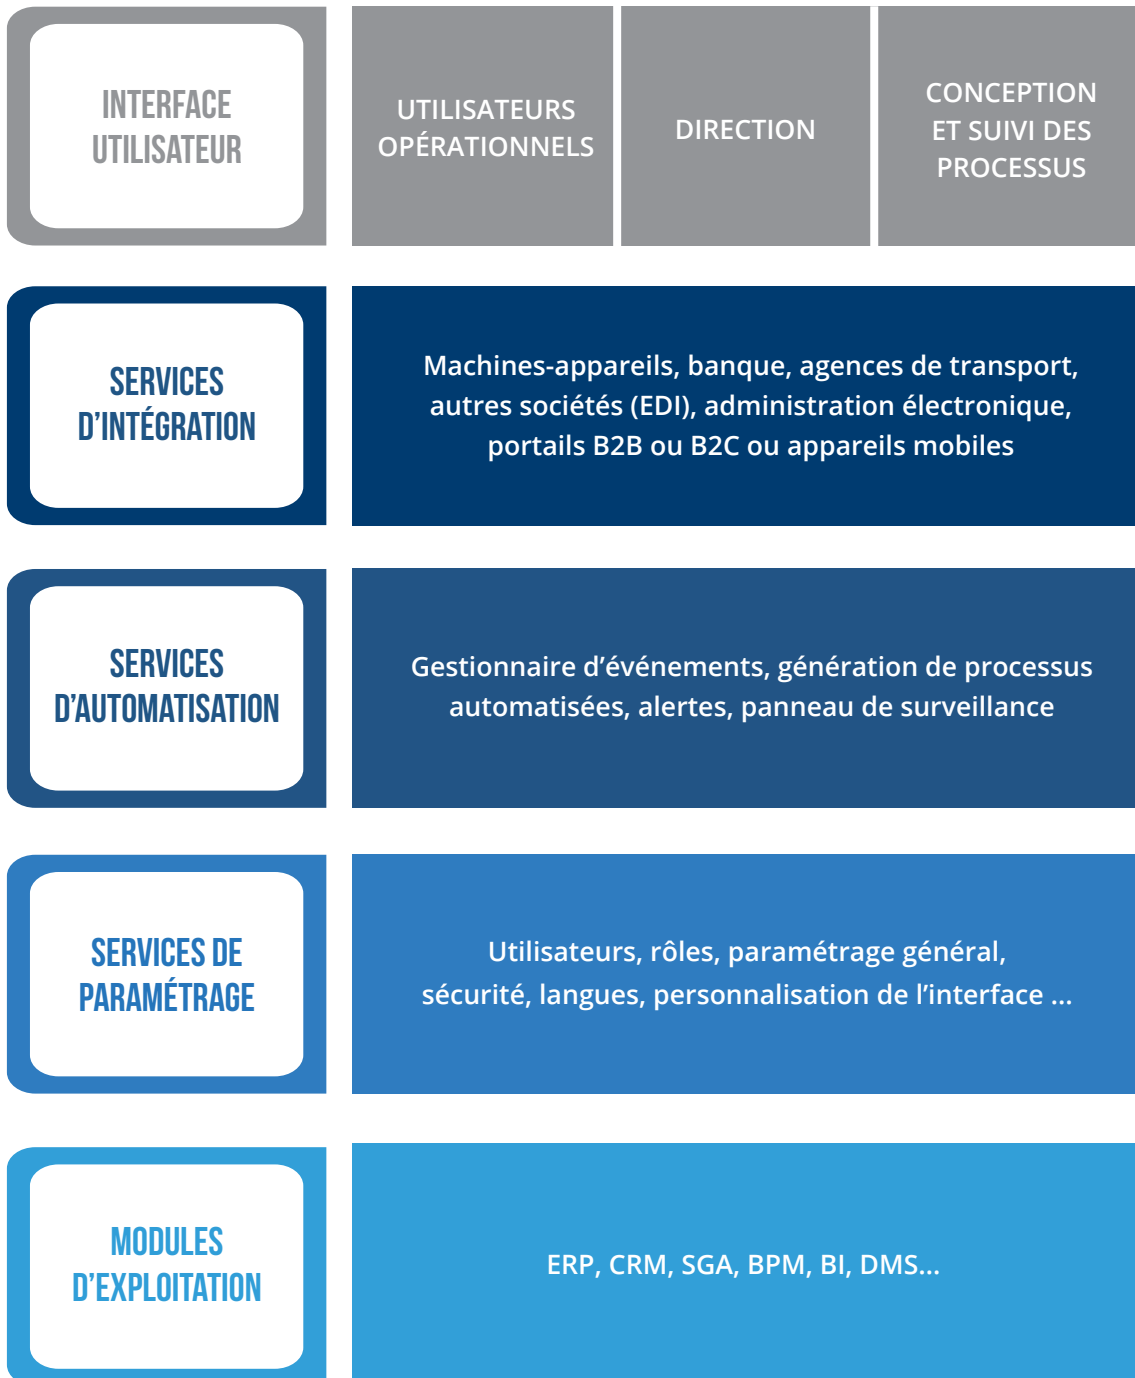 INTERFACE
UTILISATEUR
UTILISATEURS
OPÉRATIONNELS
DIRECTION
CONCEPTION
ET SUIVI DES
PROCESSUS
SERVICES
D’INTÉGRATION
Machines-appareils, banque, agences de transport,
autres sociétés (EDI), administration électronique,
portails B2B ou B2C ou appareils mobiles
SERVICES
D’AUTOMATISATION
Gestionnaire d’événements, génération de processus
automatisées, alertes, panneau de surveillance
SERVICES DE
PARAMÉTRAGE
Utilisateurs, rôles, paramétrage général,
sécurité, langues, personnalisation de l’interface ...
MODULES
D’EXPLOITATION
ERP, CRM, SGA, BPM, BI, DMS...